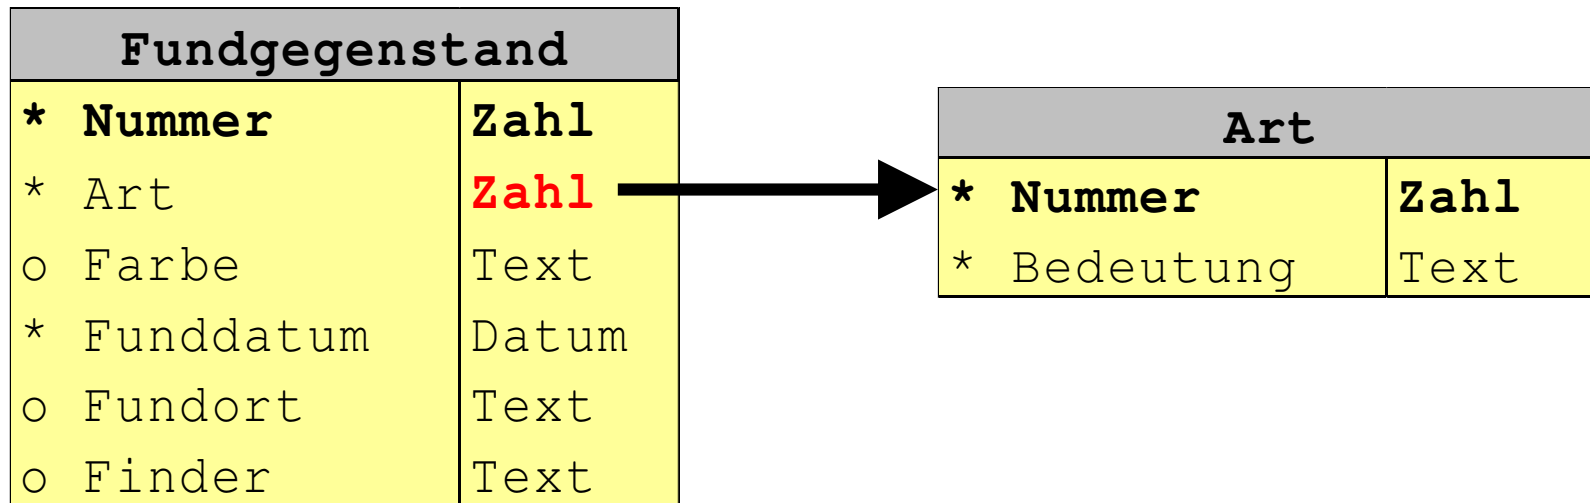 Fundgegenstand
* Nummer Zahl
* Art Zahl
o Farbe Text
* Funddatum Datum
o Fundort Text
o Finder Text
Art
* Nummer Zahl
* Bedeutung Text